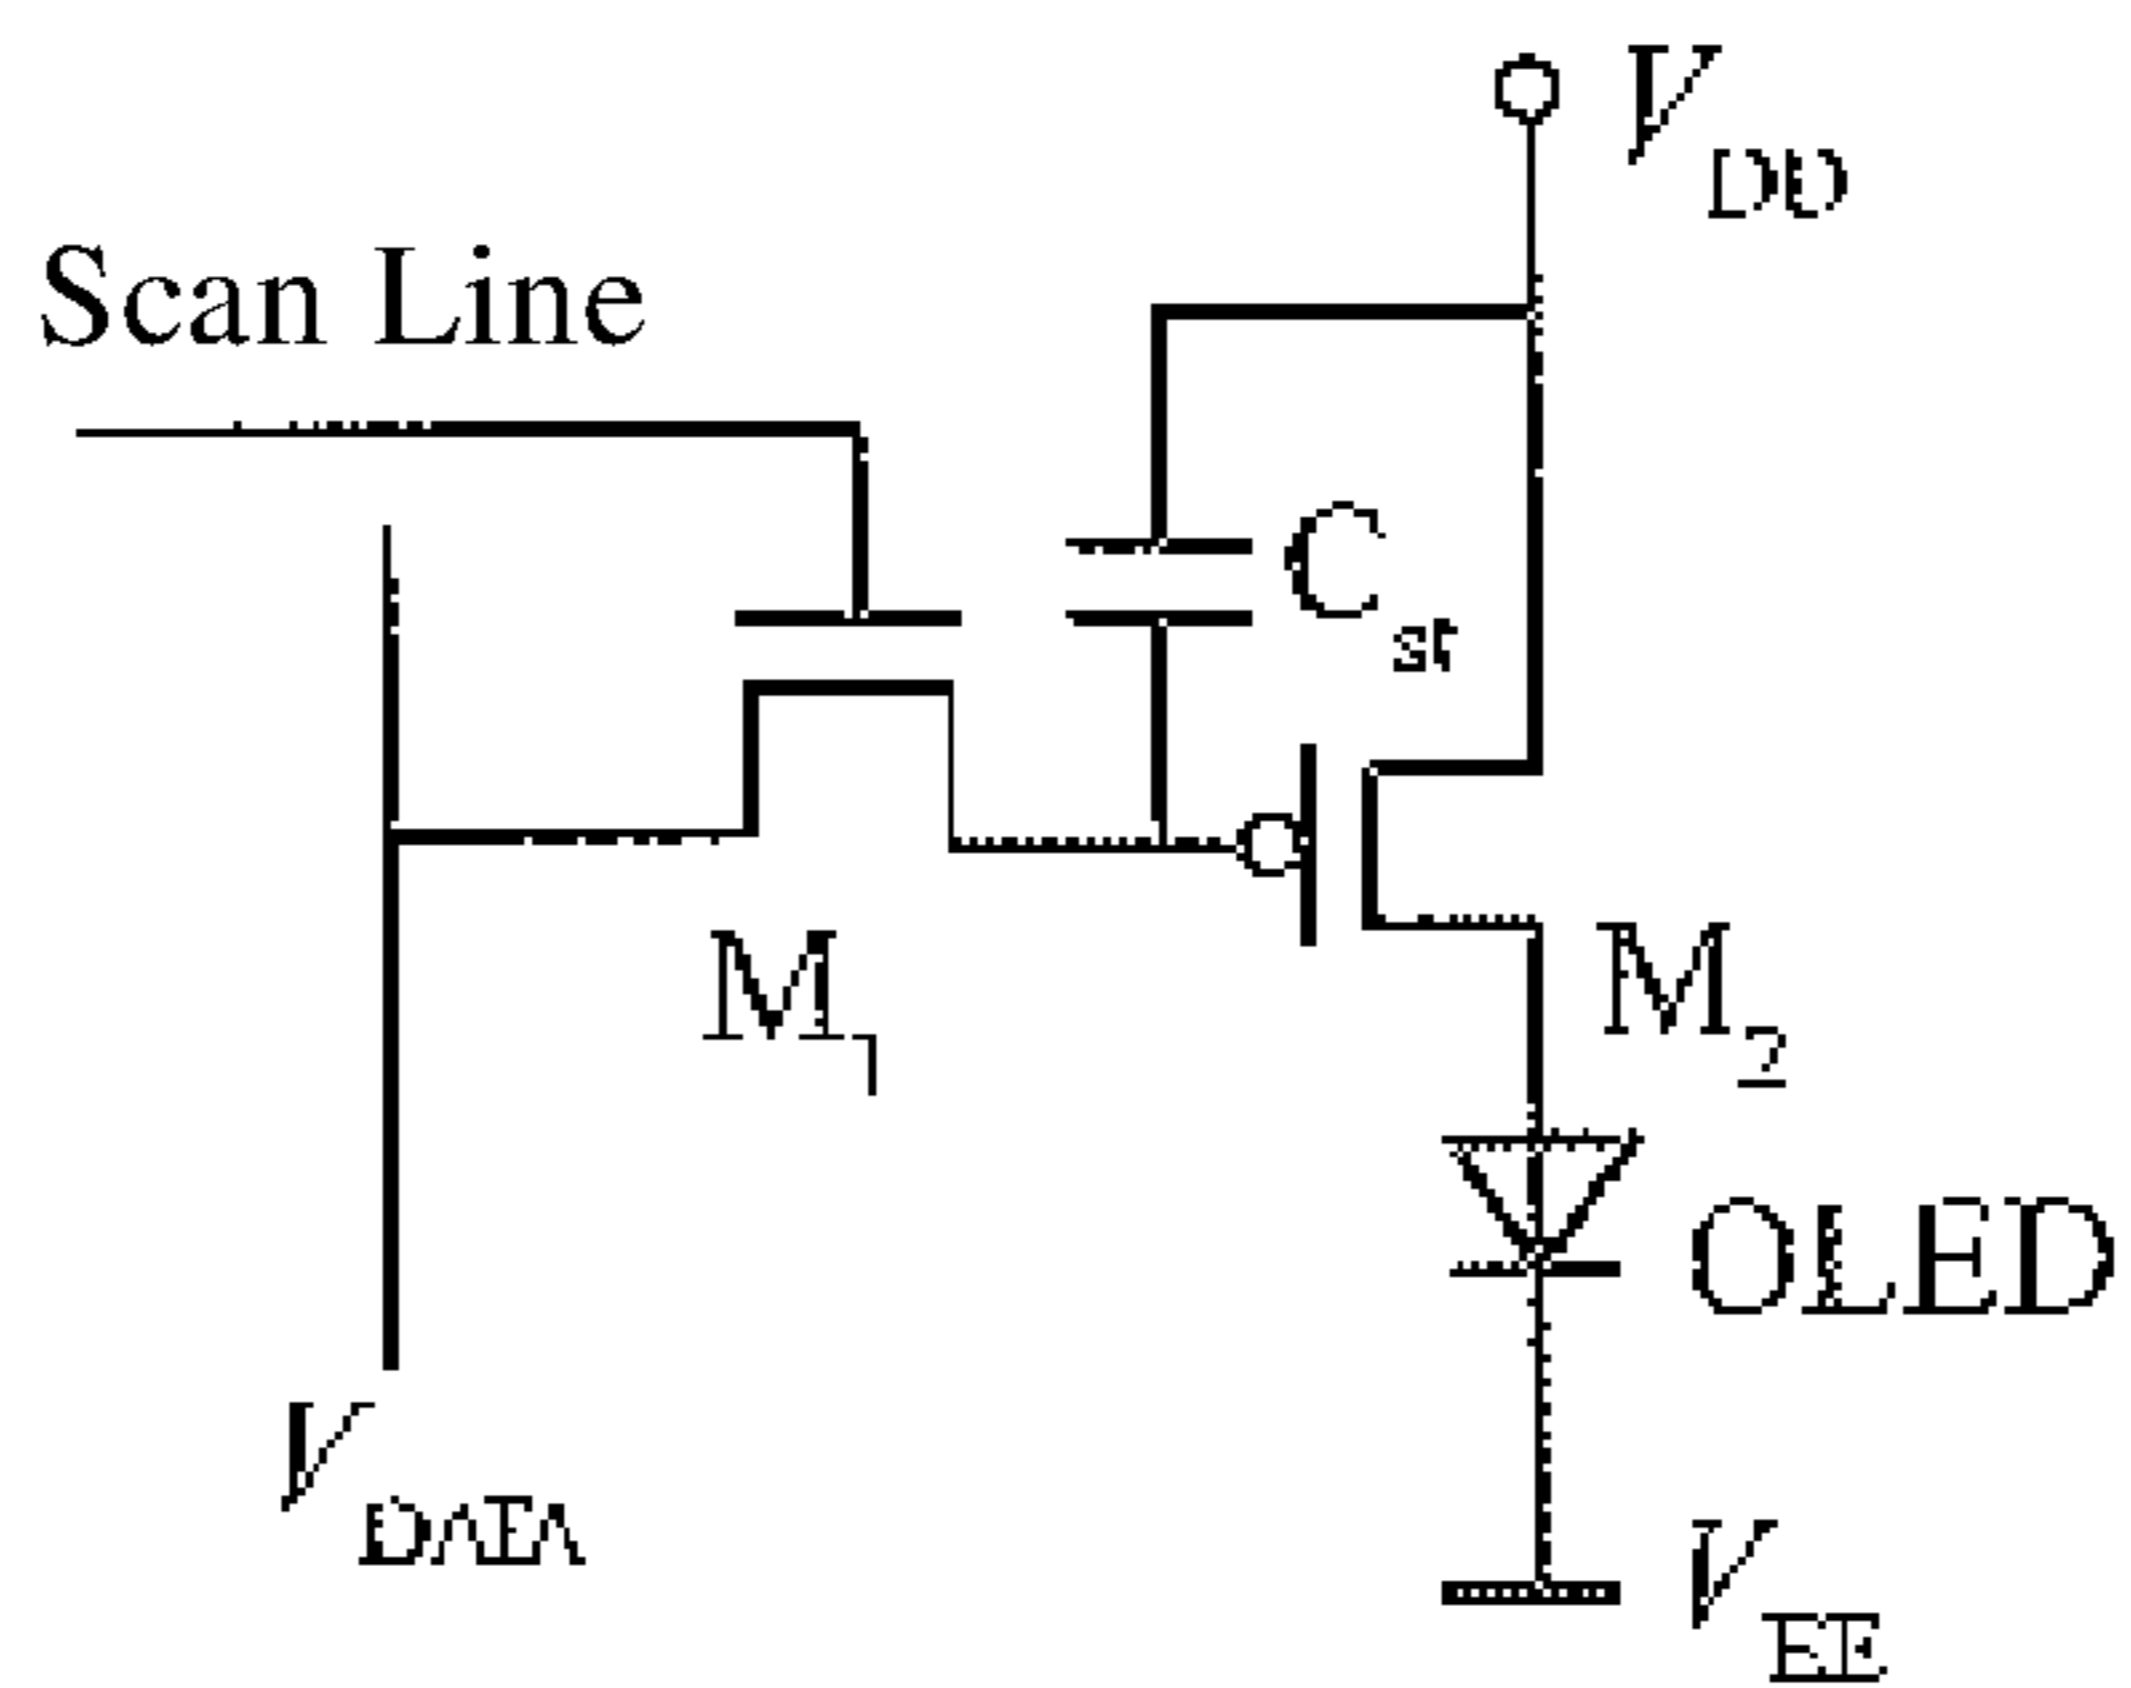 V_DD
Scan Line
C_st
M_1
M_2
OLED
V_DATA
V_EE